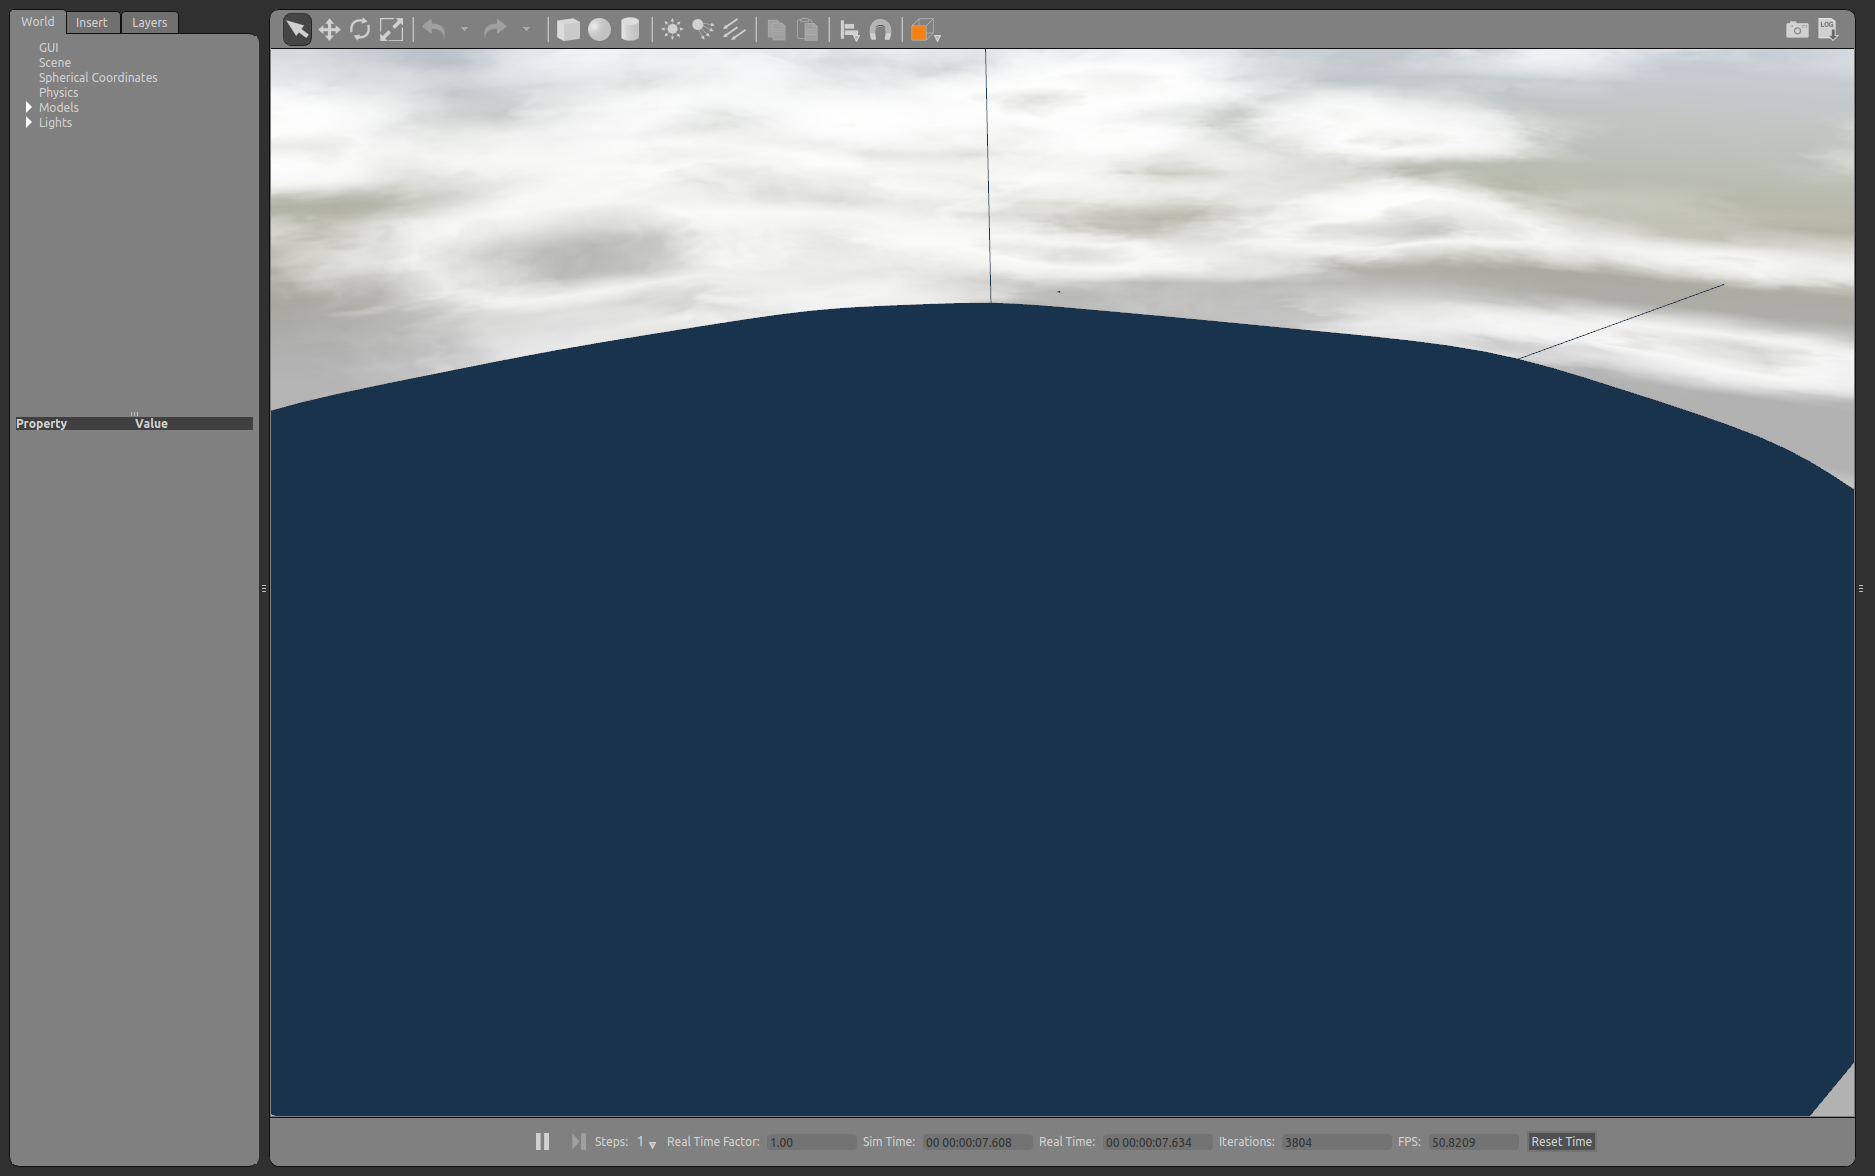 World Insert Layers
GUI
Scene
Spherical Coordinates
Physics
Models
Lights
Property Value
LOG
Steps: 1 Real Time Factor: 1.00 Sim Time: 00 00:00:07.608 Real Time: 00 00:00:07.634 Iterations: 3804 FPS: 50.8209 Reset Time